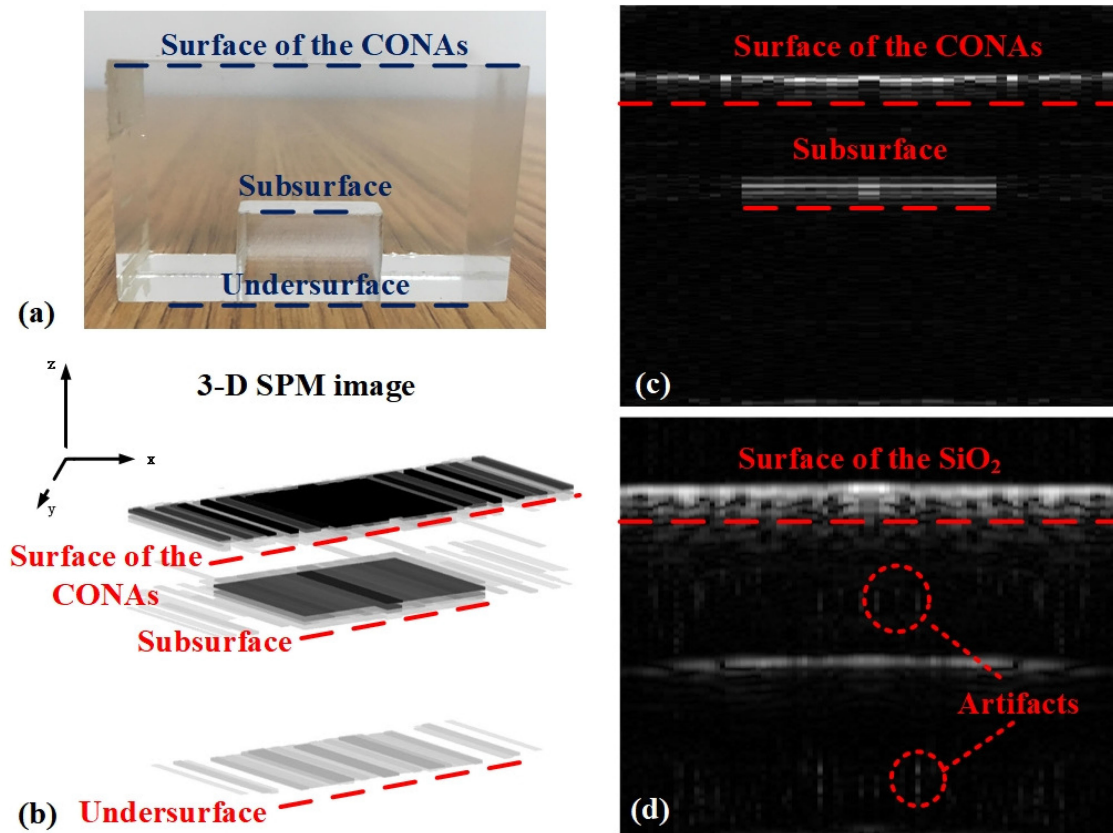 Surface of the CONAs
Subsurface
Undersurface
(a)
z
x
y
3-D SPM image
Surface of the
CONAs
Subsurface
Undersurface
(b)
Surface of the CONAs
Subsurface
(c)
Surface of the SiO₂
Artifacts
(d)